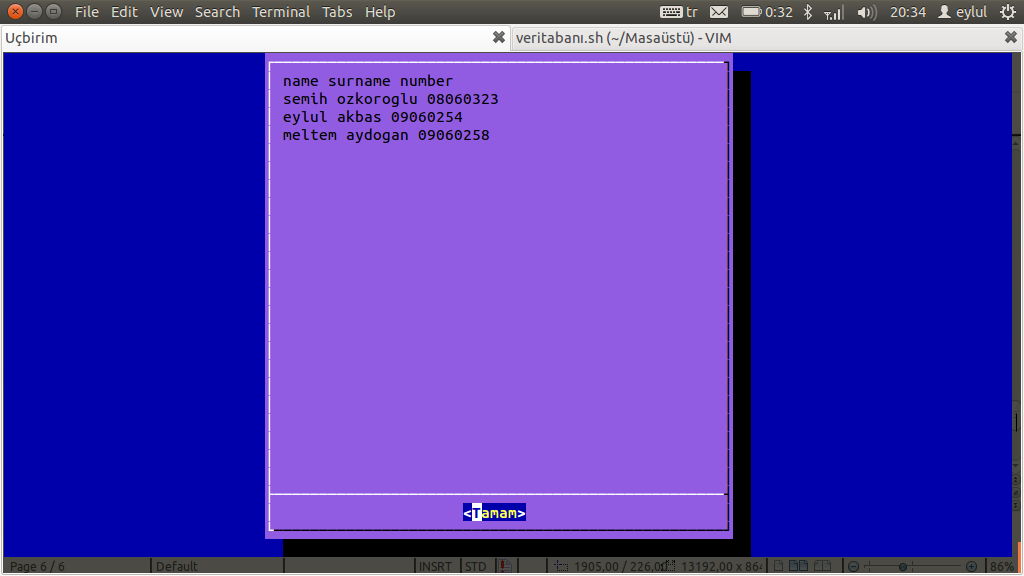 File Edit View Search Terminal Tabs Help tr 0:32 20:34 eylul
Uçbirim veritabanı.sh (~/Masaüstü) - VIM
name surname number
semih ozkoroglu 08060323
eylul akbas 09060254
meltem aydogan 09060258
<Tamam>
Page 6 / 6 Default INSRT STD 1905,00 / 226,0 13192,00 x 864 86%